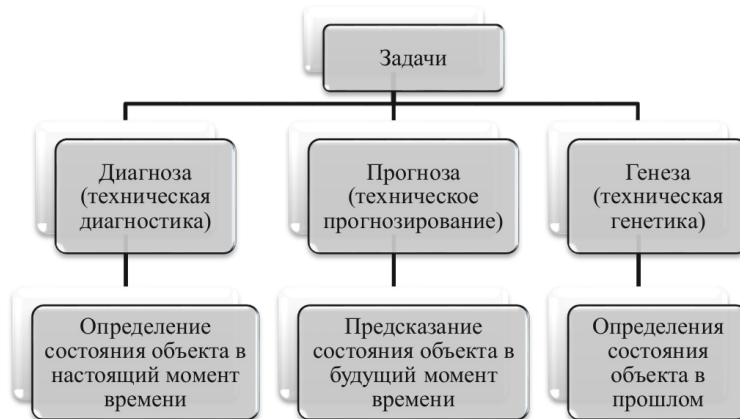 Задачи
Диагноза
(техническая
диагностика)
Прогноза
(техническое
прогнозирование)
Генеза
(техническая
генетика)
Определение
состояния объекта в
настоящий момент
времени
Предсказание
состояния объекта в
будущий момент
времени
Определения
состояния
объекта в
прошлом